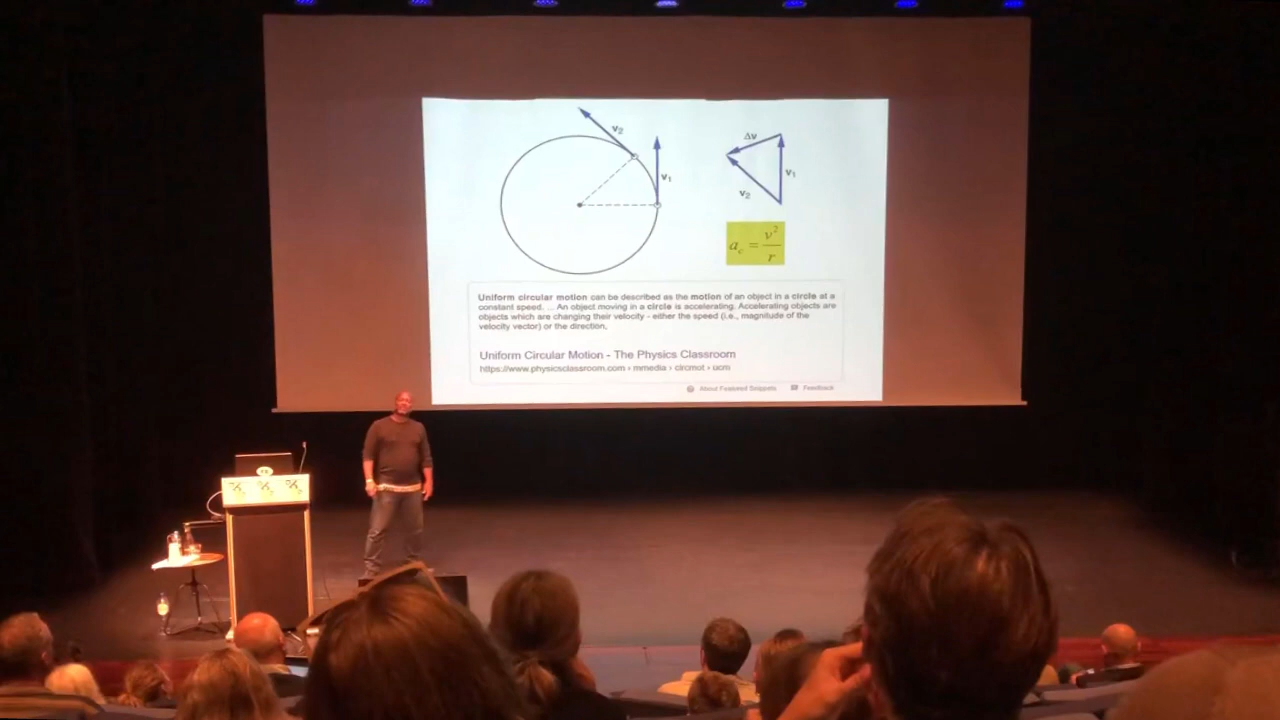 v₂
v₁
Δv
v₁
v₂
a_c = v²/r
Uniform circular motion can be described as the motion of an object in a circle at a
constant speed. ... An object moving in a circle is accelerating. Accelerating objects are
objects which are changing their velocity - either the speed (i.e., magnitude of the
velocity vector) or the direction.
Uniform Circular Motion - The Physics Classroom
https://www.physicsclassroom.com › mmedia › circmot › ucm
About Featured Snippets Feedback